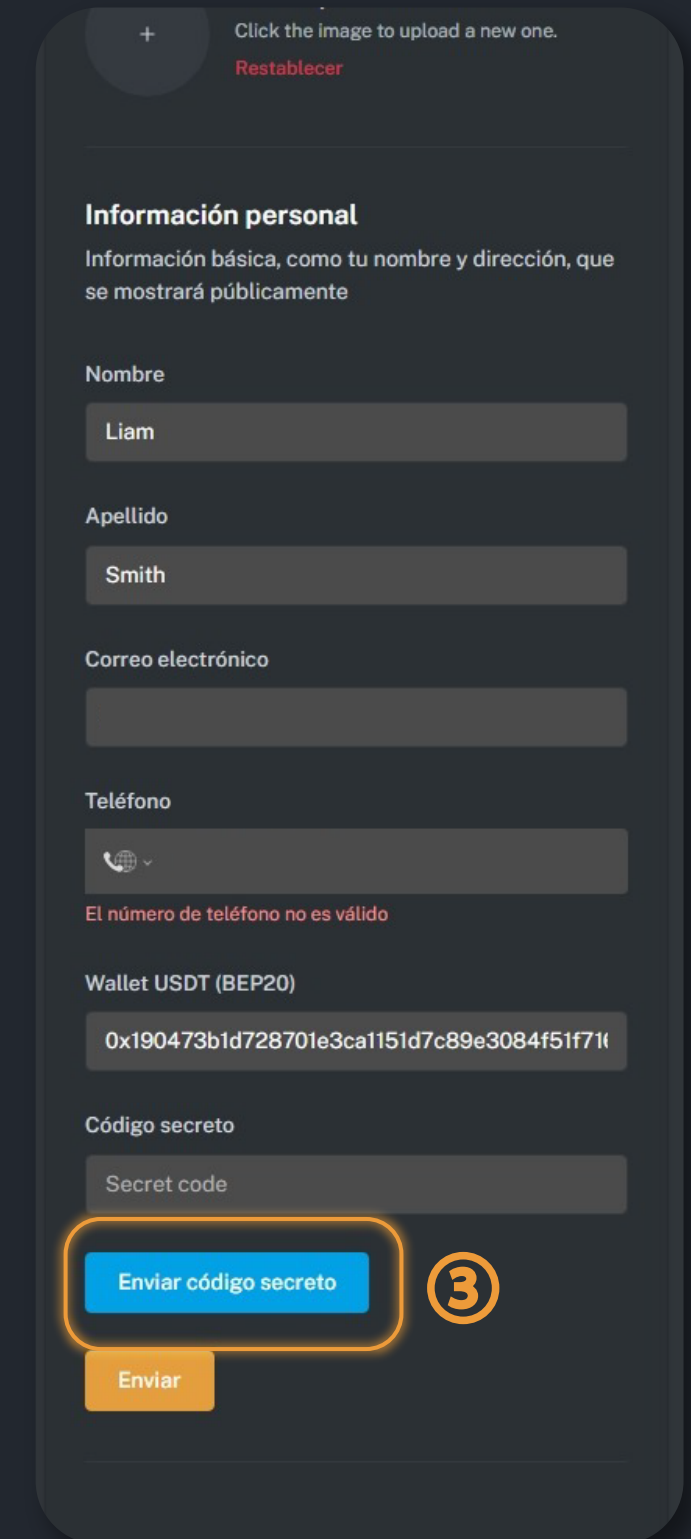 Click the image to upload a new one.
Restablecer
Información personal
Información básica, como tu nombre y dirección, que
se mostrará públicamente
Nombre
Liam
Apellido
Smith
Correo electrónico
Teléfono
El número de teléfono no es válido
Wallet USDT (BEP20)
0x190473b1d728701e3ca1151d7c89e3084f51f71
Código secreto
Secret code
Enviar código secreto
3
Enviar